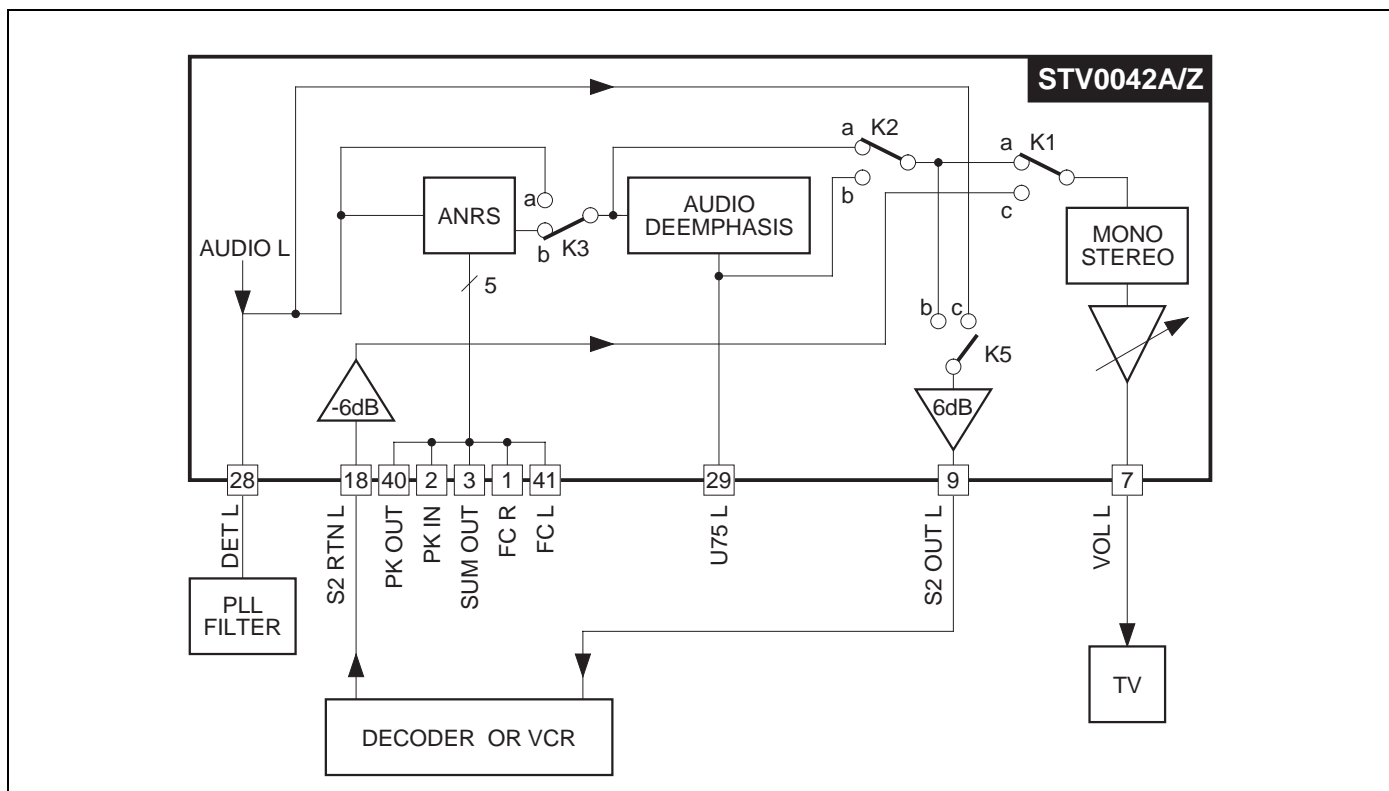 STV0042A/Z
a
K2
a
K1
ANRS
a
b
K3
AUDIO
DEEMPHASIS
b
c
MONO
STEREO
AUDIO L
5
b
c
K5
-6dB
6dB
28
18
40
2
3
1
41
29
9
7
DET L
S2 RTN L
PK OUT
PK IN
SUM OUT
FC R
FC L
U75 L
S2 OUT L
VOL L
PLL
FILTER
TV
DECODER OR VCR